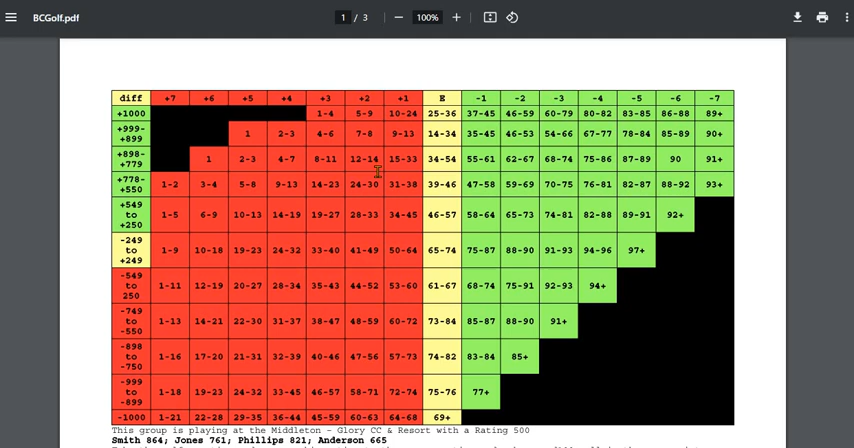 BCGolf.pdf 1 / 3 100%
diff +7 +6 +5 +4 +3 +2 +1 E -1 -2 -3 -4 -5 -6 -7
+1000 1-4 5-9 10-24 25-36 37-45 46-59 60-79 80-82 83-85 86-88 89+
+999-
+899 1 2-3 4-6 7-8 9-13 14-34 35-45 46-53 54-66 67-77 78-84 85-89 90+
+898-
+779 1 2-3 4-7 8-11 12-14 15-33 34-54 55-61 62-67 68-74 75-86 87-89 90 91+
+778-
+550 1-2 3-4 5-8 9-13 14-23 24-30 31-38 39-46 47-58 59-69 70-75 76-81 82-87 88-92 93+
+549
to
+250 1-5 6-9 10-13 14-19 19-27 28-33 34-45 46-57 58-64 65-73 74-81 82-88 89-91 92+
-249
to
+249 1-9 10-18 19-23 24-32 33-40 41-49 50-64 65-74 75-87 88-90 91-93 94-96 97+
-549
to
250 1-11 12-19 20-27 28-34 35-43 44-52 53-60 61-67 68-74 75-91 92-93 94+
-749
to
-550 1-13 14-21 22-30 31-37 38-47 48-59 60-72 73-84 85-87 88-90 91+
-898
to
-750 1-16 17-20 21-31 32-39 40-46 47-56 57-73 74-82 83-84 85+
-999
to
-899 1-18 19-23 24-32 33-45 46-57 58-71 72-74 75-76 77+
-1000 1-21 22-28 29-35 36-44 45-59 60-63 64-68 69+
This group is playing at the Middleton - Glory CC & Resort with a Rating 500
Smith 864; Jones 761; Phillips 821; Anderson 665